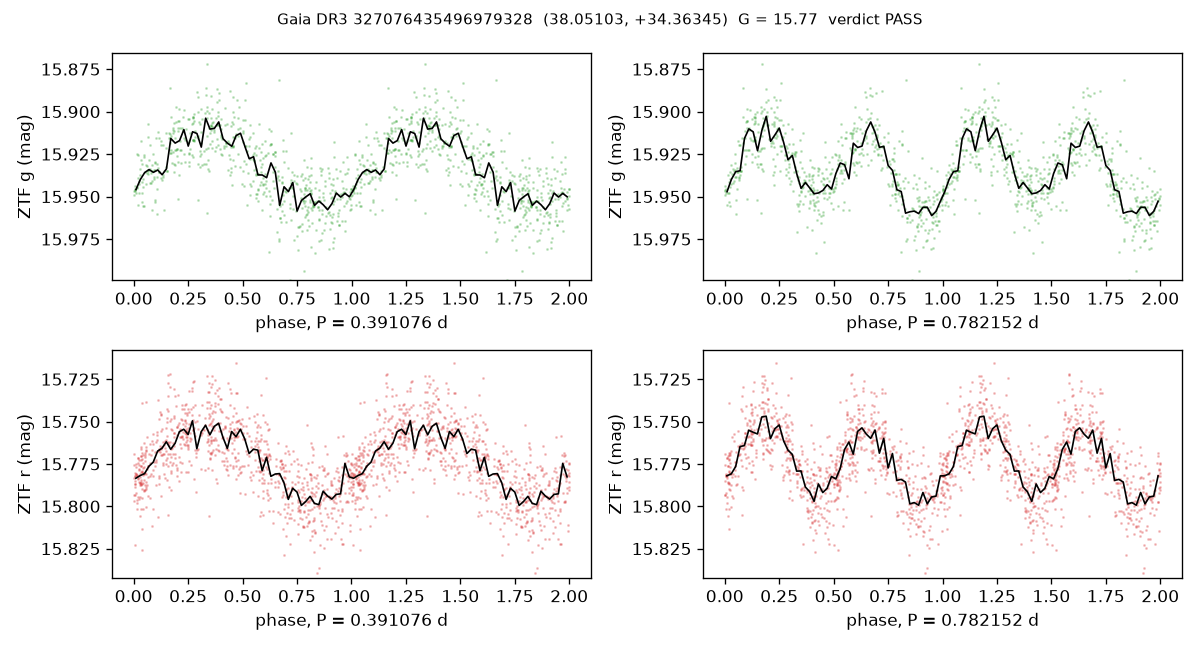 Gaia DR3 327076435496979328 (38.05103, +34.36345) G = 15.77 verdict PASS
ZTF g (mag)
15.875
15.900
15.925
15.950
15.975
0.00 0.25 0.50 0.75 1.00 1.25 1.50 1.75 2.00
phase, P = 0.391076 d
ZTF g (mag)
15.875
15.900
15.925
15.950
15.975
0.00 0.25 0.50 0.75 1.00 1.25 1.50 1.75 2.00
phase, P = 0.782152 d
ZTF r (mag)
15.725
15.750
15.775
15.800
15.825
0.00 0.25 0.50 0.75 1.00 1.25 1.50 1.75 2.00
phase, P = 0.391076 d
ZTF r (mag)
15.725
15.750
15.775
15.800
15.825
0.00 0.25 0.50 0.75 1.00 1.25 1.50 1.75 2.00
phase, P = 0.782152 d